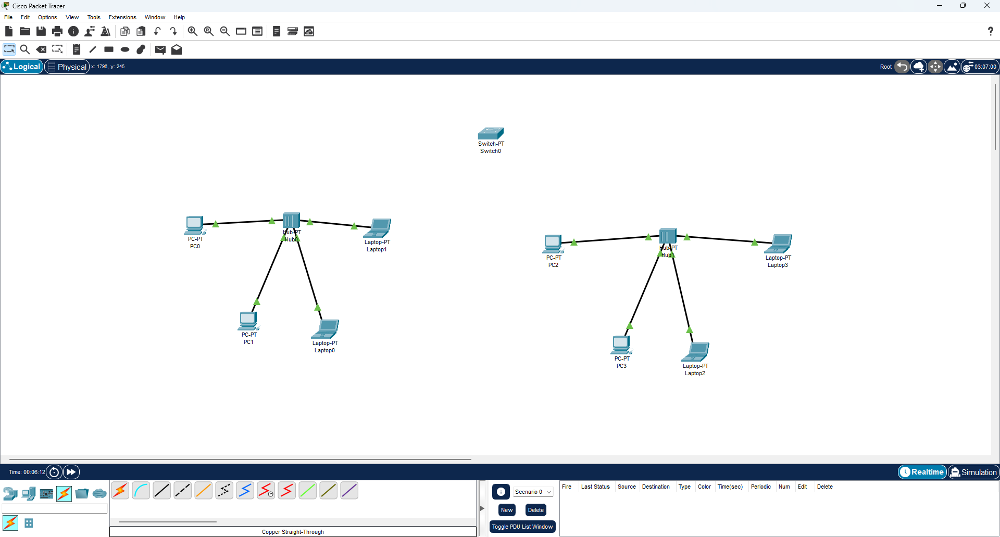 Cisco Packet Tracer
File Edit Options View Tools Extensions Window Help
Logical Physical x: 1796, y: 245 Root 03:07:00
Switch-PT
Switch0
PC-PT
PC0
Hub-PT
Hub0
Laptop-PT
Laptop1
PC-PT
PC2
Hub-PT
Hub1
Laptop-PT
Laptop3
PC-PT
PC1
Laptop-PT
Laptop0
PC-PT
PC3
Laptop-PT
Laptop2
Time: 00:06:12 Realtime Simulation
Scenario 0
New Delete
Toggle PDU List Window
Fire Last Status Source Destination Type Color Time(sec) Periodic Num Edit Delete
Copper Straight-Through